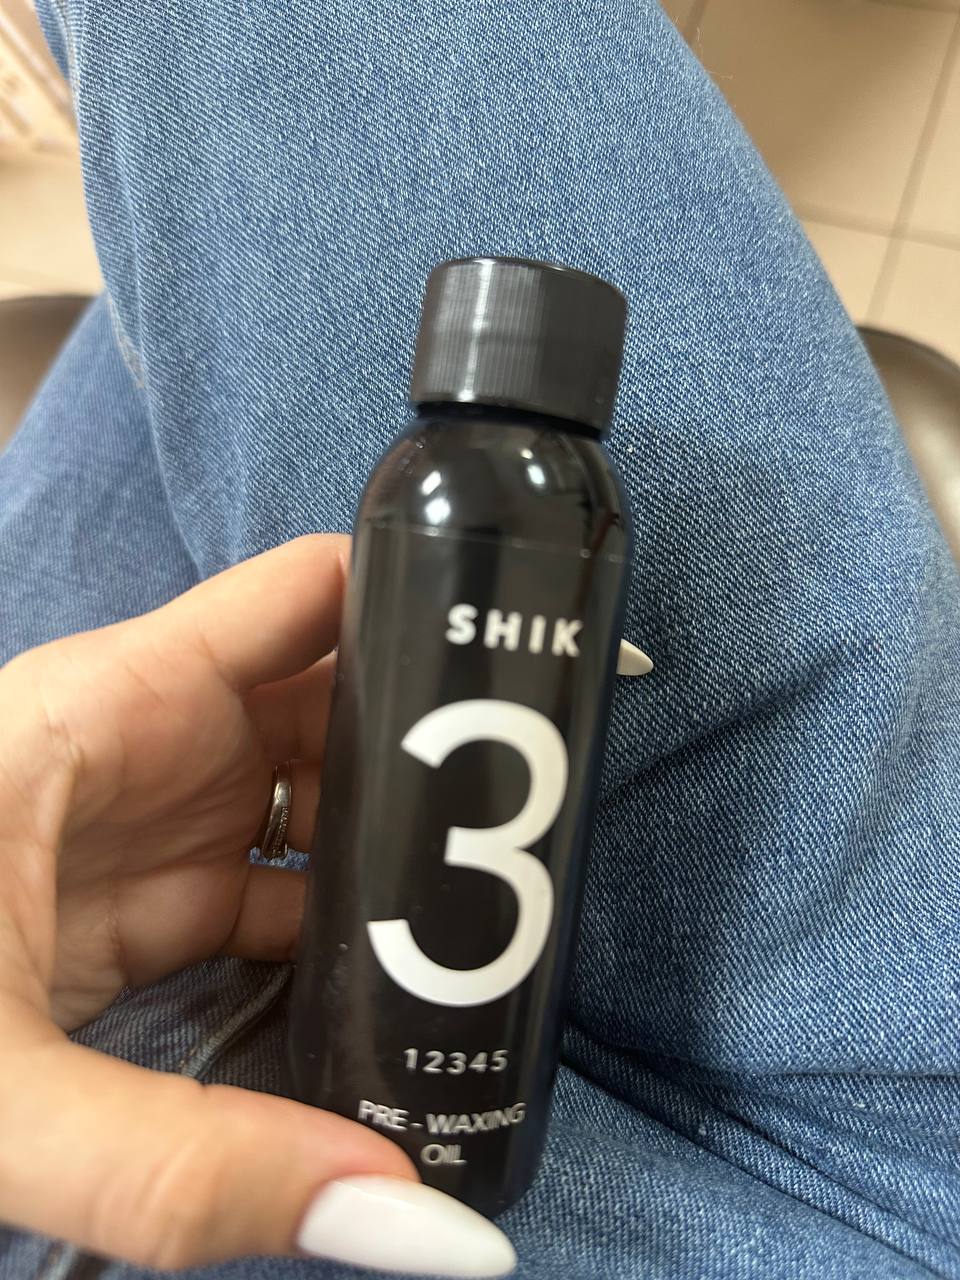 SHIK
3
12345
PRE - WAXING
OIL